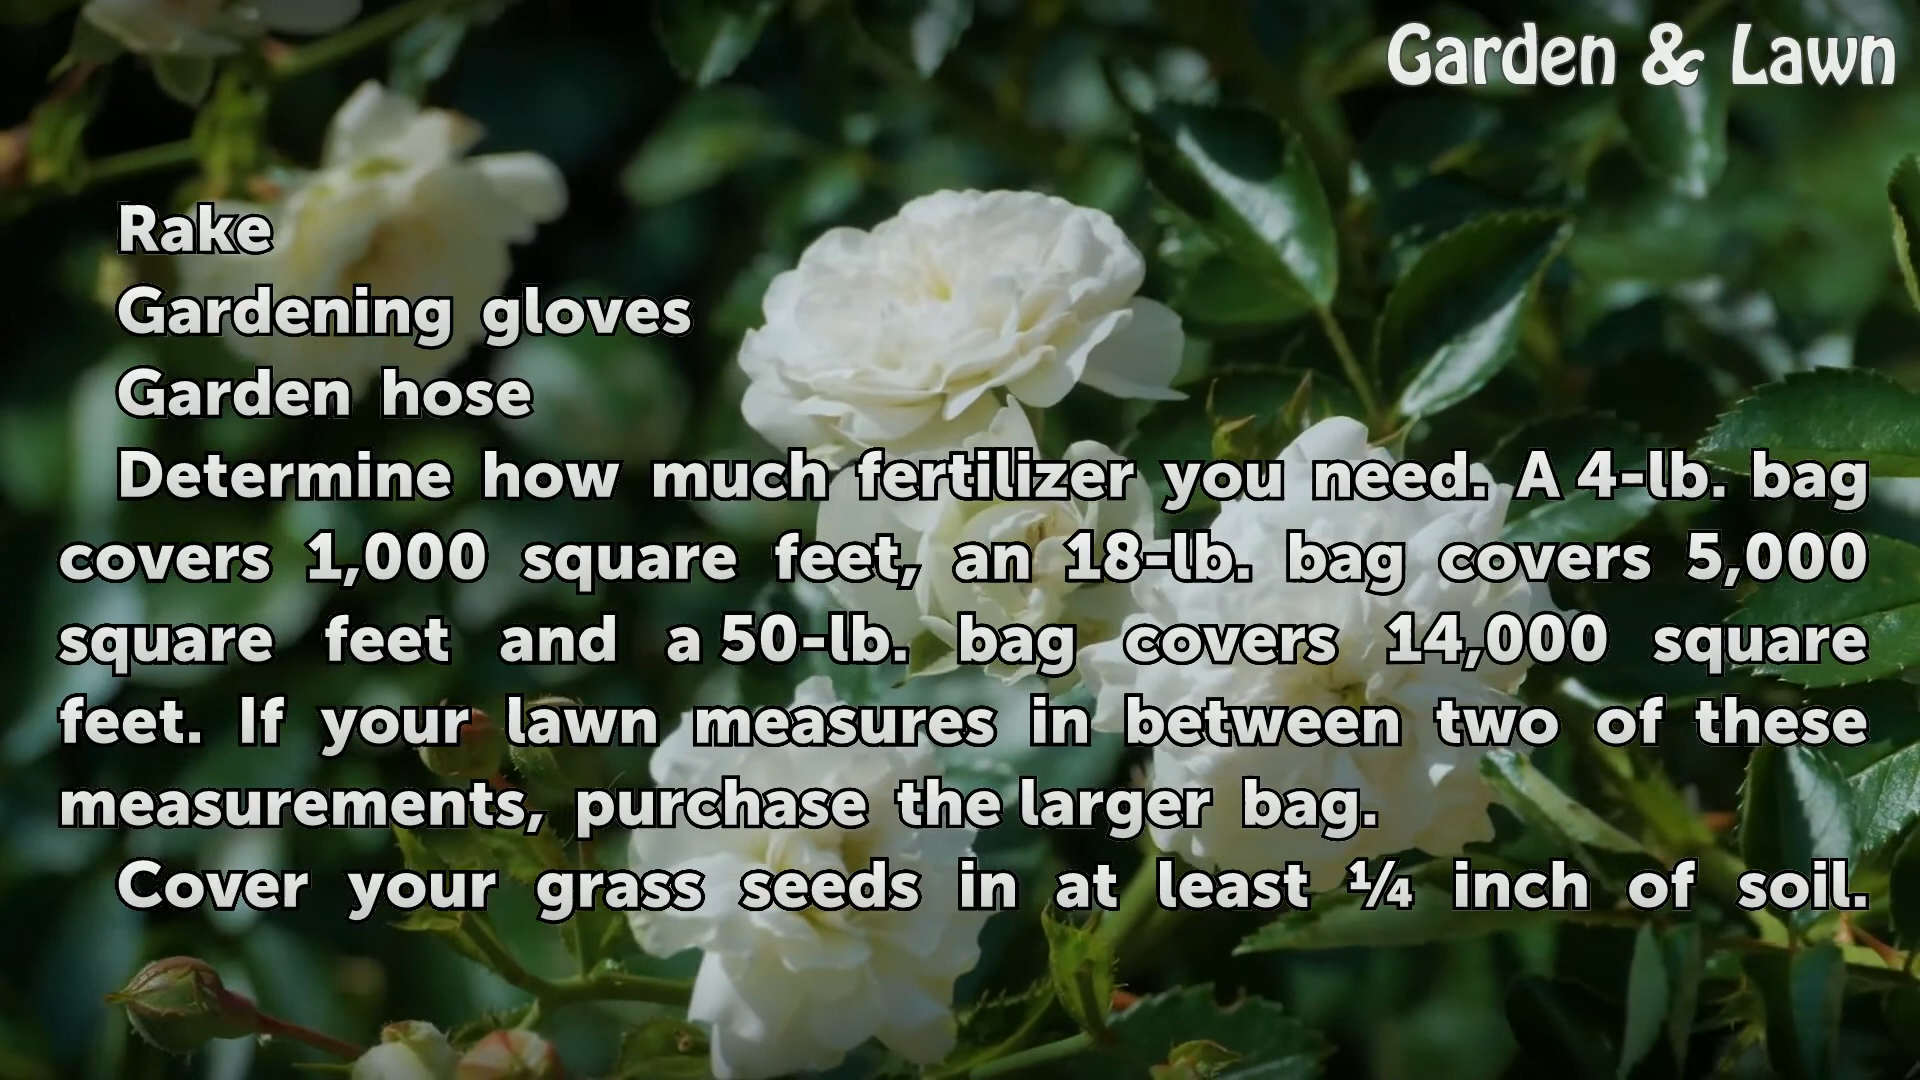 Garden & Lawn
Rake
Gardening gloves
Garden hose
Determine how much fertilizer you need. A 4-lb. bag
covers 1,000 square feet, an 18-lb. bag covers 5,000
square feet and a 50-lb. bag covers 14,000 square
feet. If your lawn measures in between two of these
measurements, purchase the larger bag.
Cover your grass seeds in at least ¼ inch of soil.